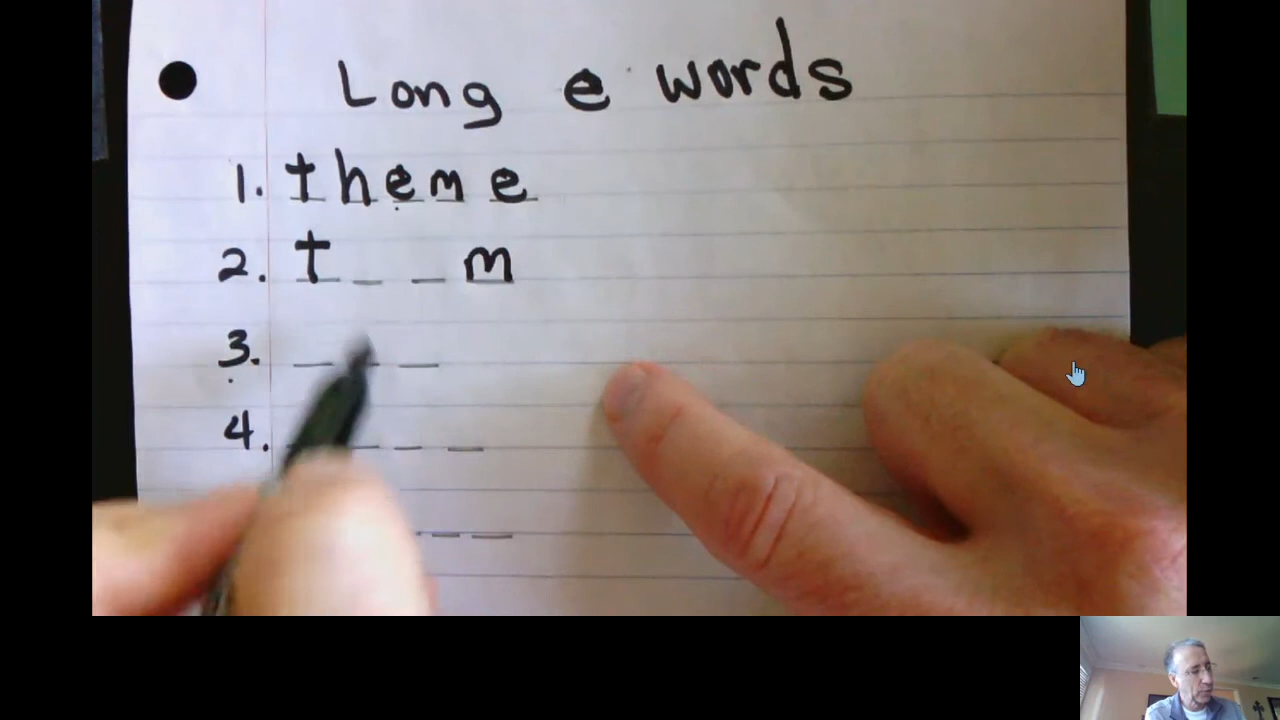 Long e words
1. theme
2. t _ _ m
3. _ _ _
4. _ _ _ _
_ _ _